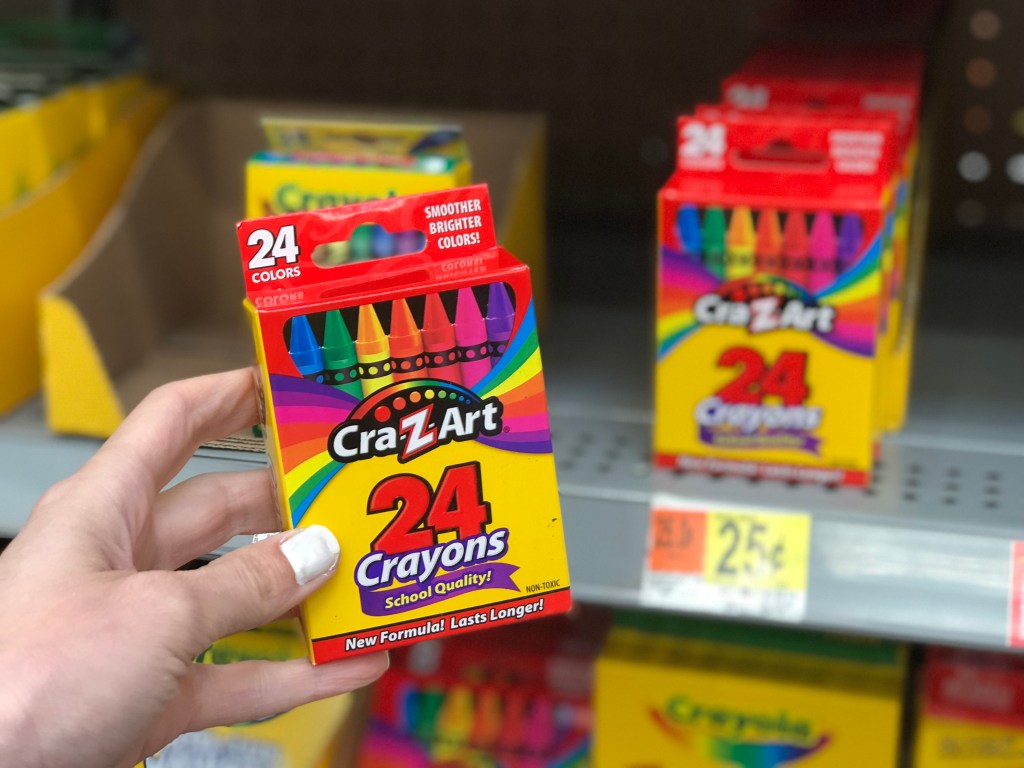 24
COLORS
SMOOTHER
BRIGHTER
COLORS!
Cra-Z-Art
24
Crayons
School Quality!
NON-TOXIC
New Formula! Lasts Longer!
Crayola
24
Cra-Z-Art
24
Crayons
25¢
Crayola